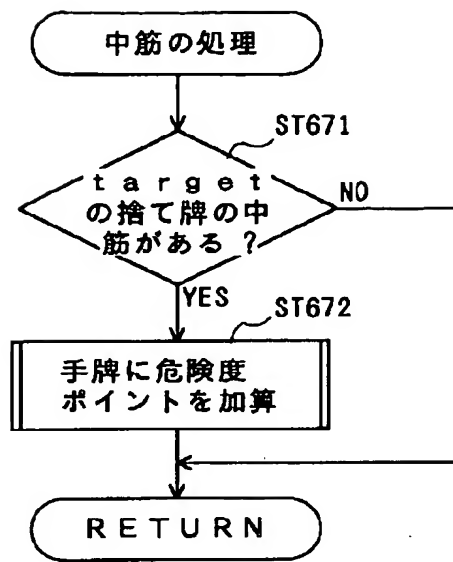 中筋の処理
ST671
target
の捨て牌の中
筋がある ?
NO
YES
ST672
手牌に危険度
ポイントを加算
RETURN